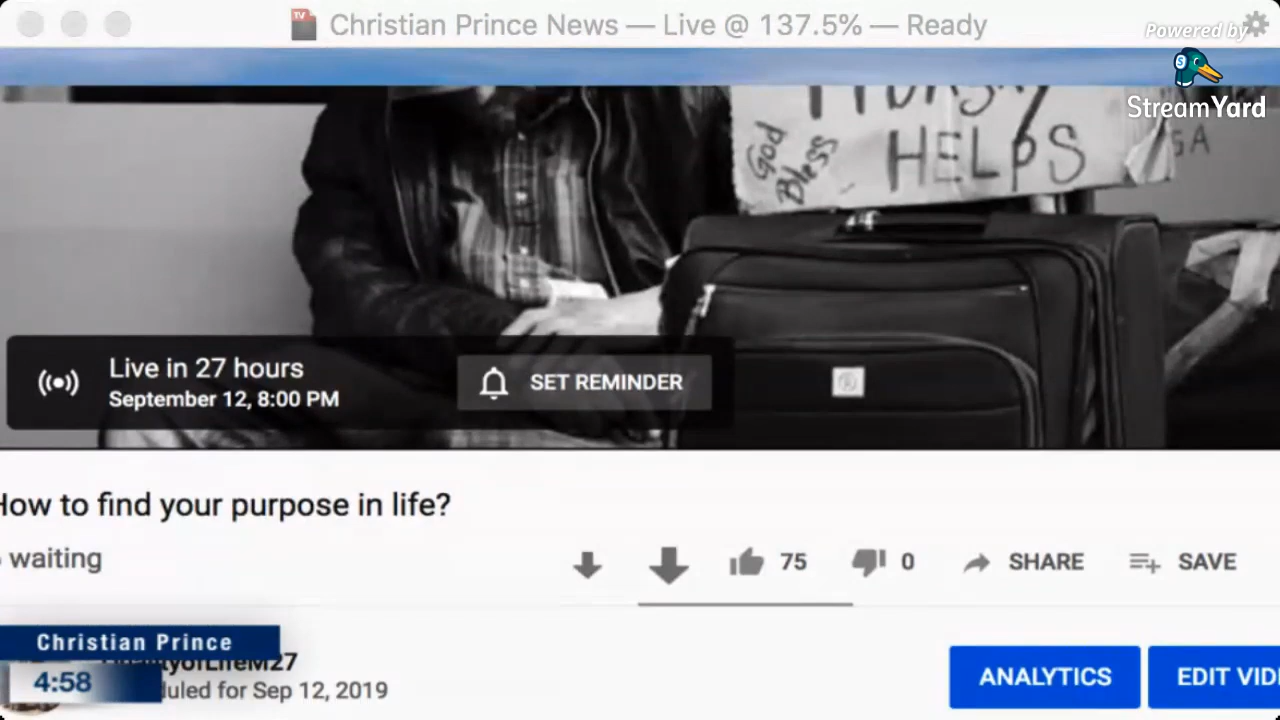 Christian Prince News — Live @ 137.5% — Ready
Powered by
StreamYard
God
Bless
HELPS
Live in 27 hours
September 12, 8:00 PM
SET REMINDER
How to find your purpose in life?
waiting
75
0
SHARE
SAVE
Christian Prince
4:58
Sep 12, 2019
for
ANALYTICS
EDIT